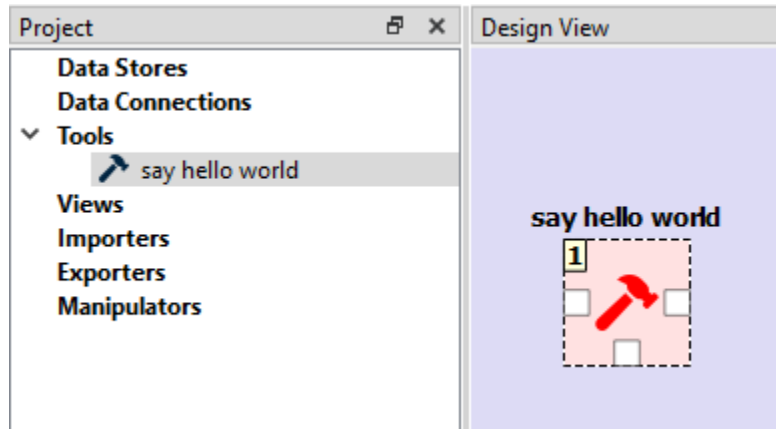 Project
Data Stores
Data Connections
Tools
say hello world
Views
Importers
Exporters
Manipulators
Design View
say hello world
1